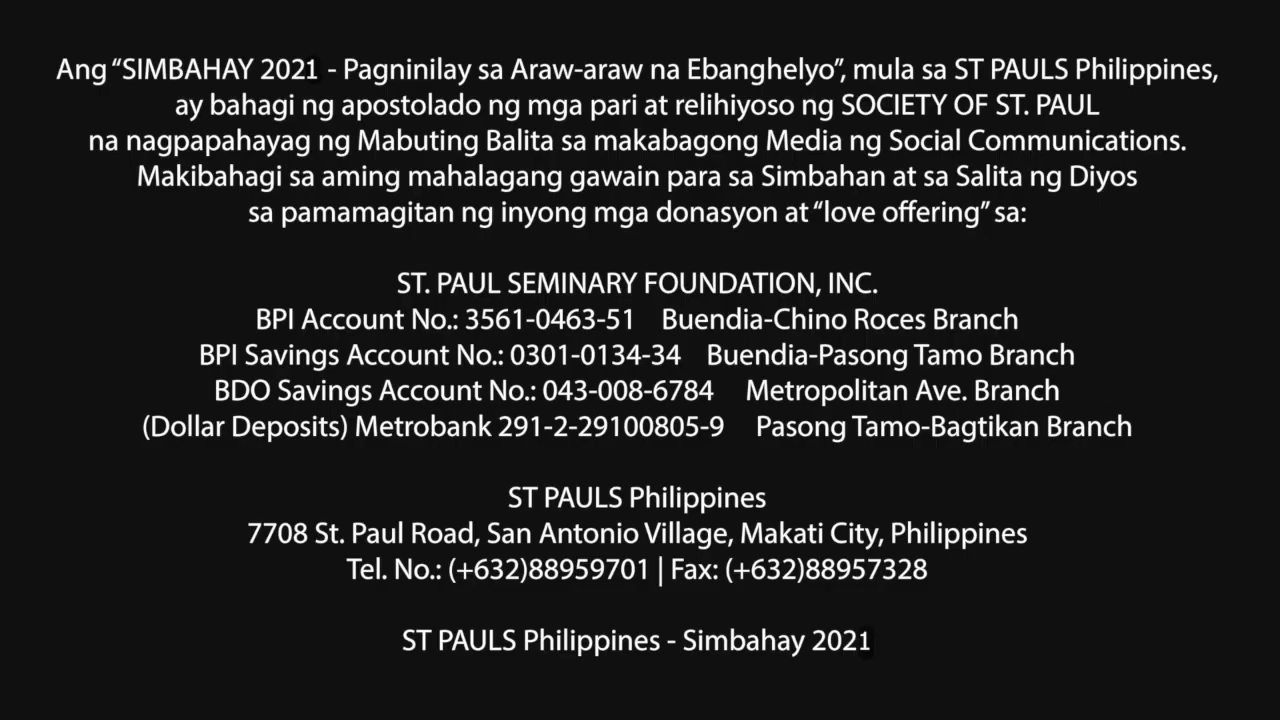 Ang “SIMBAHAY 2021 - Pagninilay sa Araw-araw na Ebanghelyo”, mula sa ST PAULS Philippines,
ay bahagi ng apostolado ng mga pari at relihiyoso ng SOCIETY OF ST. PAUL
na nagpapahayag ng Mabuting Balita sa makabagong Media ng Social Communications.
Makibahagi sa aming mahalagang gawain para sa Simbahan at sa Salita ng Diyos
sa pamamagitan ng inyong mga donasyon at “love offering” sa:
ST. PAUL SEMINARY FOUNDATION, INC.
BPI Account No.: 3561-0463-51 Buendia-Chino Roces Branch
BPI Savings Account No.: 0301-0134-34 Buendia-Pasong Tamo Branch
BDO Savings Account No.: 043-008-6784 Metropolitan Ave. Branch
(Dollar Deposits) Metrobank 291-2-29100805-9 Pasong Tamo-Bagtikan Branch
ST PAULS Philippines
7708 St. Paul Road, San Antonio Village, Makati City, Philippines
Tel. No.: (+632)88959701 | Fax: (+632)88957328
ST PAULS Philippines - Simbahay 2021